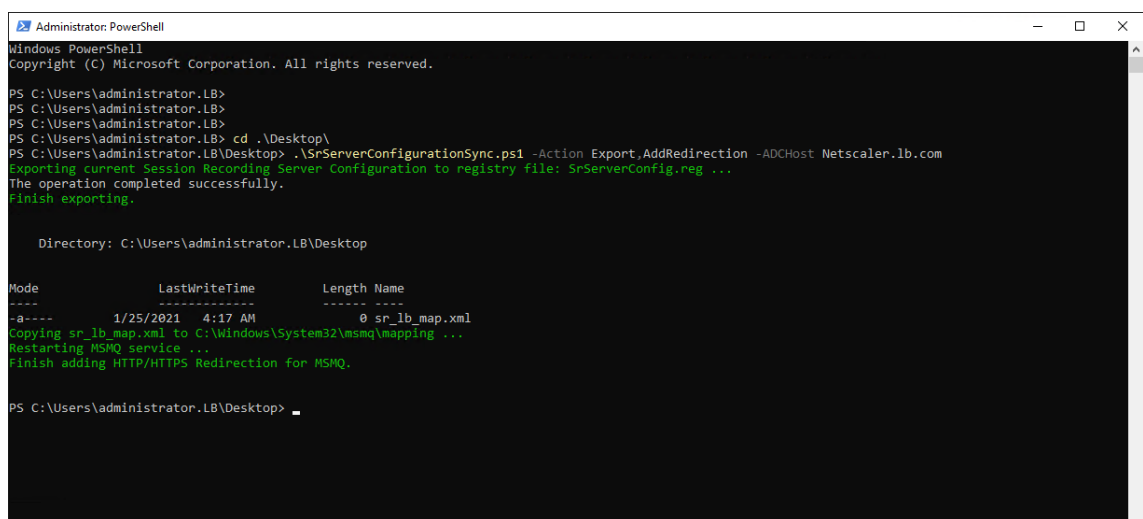 Administrator: PowerShell
Windows PowerShell
Copyright (C) Microsoft Corporation. All rights reserved.
PS C:\Users\administrator.LB>
PS C:\Users\administrator.LB>
PS C:\Users\administrator.LB>
PS C:\Users\administrator.LB> cd .\Desktop\
PS C:\Users\administrator.LB\Desktop> .\SrServerConfigurationSync.ps1 -Action Export,AddRedirection -ADCHost Netscaler.lb.com
Exporting current Session Recording Server Configuration to registry file: SrServerConfig.reg ...
The operation completed successfully.
Finish exporting.
Directory: C:\Users\administrator.LB\Desktop
Mode LastWriteTime Length Name
---- ------------- ------ ----
-a---- 1/25/2021 4:17 AM 0 sr_lb_map.xml
Copying sr_lb_map.xml to C:\Windows\System32\msmq\mapping ...
Restarting MSMQ service ...
Finish adding HTTP/HTTPS Redirection for MSMQ.
PS C:\Users\administrator.LB\Desktop>